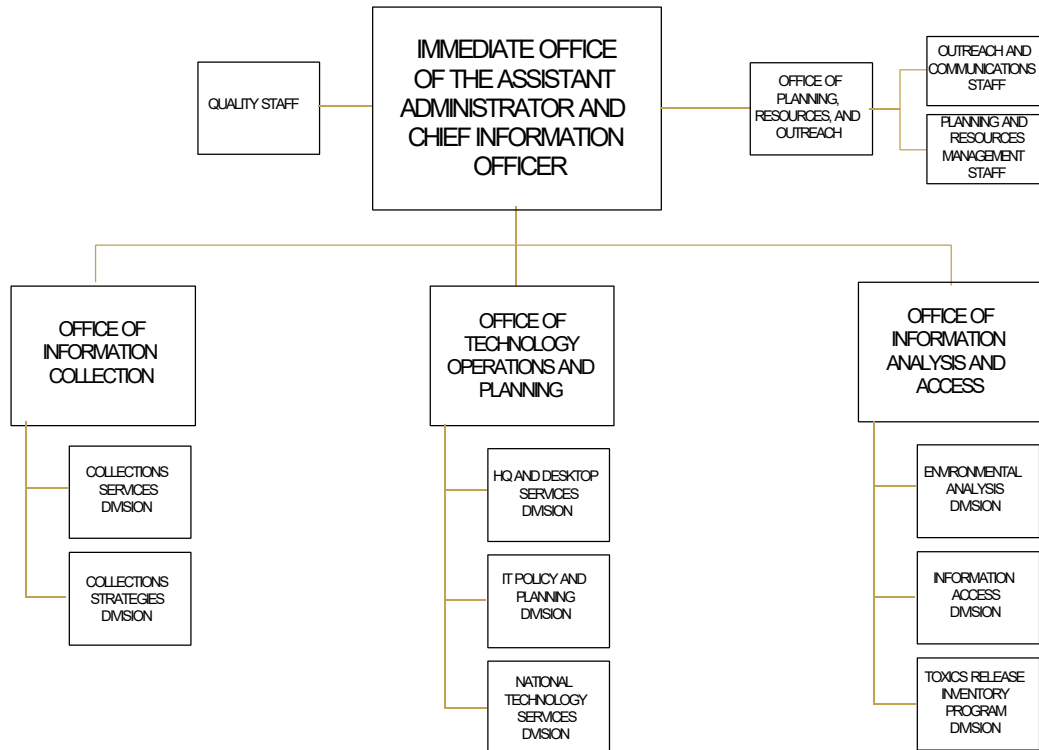 IMMEDIATE OFFICE
OF THE ASSISTANT
ADMINISTRATOR AND
CHIEF INFORMATION
OFFICER
QUALITY STAFF
OFFICE OF
PLANNING,
RESOURCES, AND
OUTREACH
OUTREACH AND
COMMUNICATIONS
STAFF
PLANNING AND
RESOURCES
MANAGEMENT
STAFF
OFFICE OF
INFORMATION
COLLECTION
OFFICE OF
TECHNOLOGY
OPERATIONS AND
PLANNING
OFFICE OF
INFORMATION
ANALYSIS AND
ACCESS
COLLECTIONS
SERVICES
DIVISION
COLLECTIONS
STRATEGIES
DIVISION
HQ AND DESKTOP
SERVICES
DIVISION
IT POLICY AND
PLANNING
DIVISION
NATIONAL
TECHNOLOGY
SERVICES
DVISION
ENVIRONMENTAL
ANALYSIS
DIVISION
INFORMATION
ACCESS
DIVISION
TOXICS RELEASE
INVENTORY
PROGRAM
DIVISION